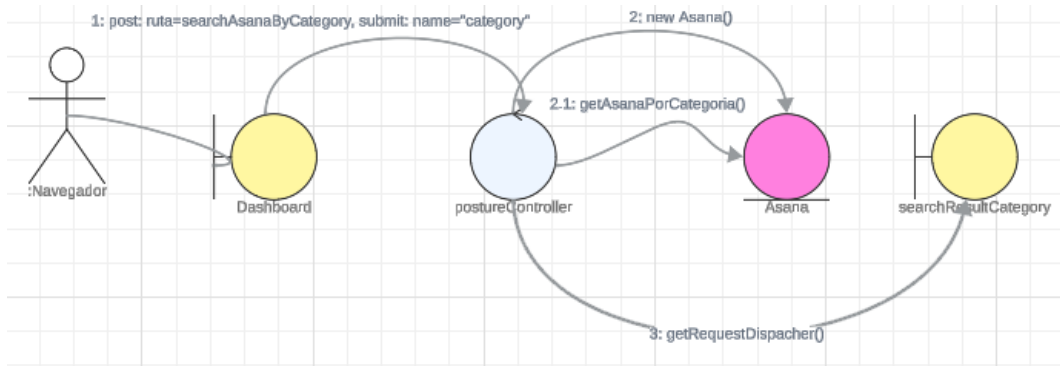 1: post: ruta=searchAsanaByCategory, submit: name="category"
2: new Asana()
2.1: getAsanaPorCategoria()
:Navegador
Dashboard
postureController
Asana
searchResultCategory
3: getRequestDispacher()